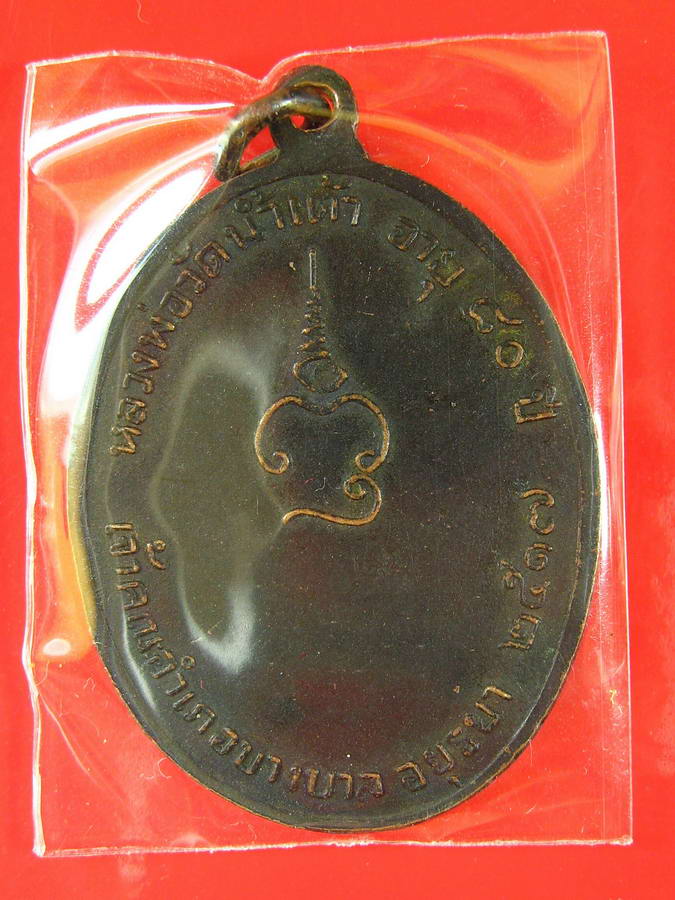 หลวงพ่อวัดน้ำเต้า อายุ ๘๐ ปี
เจ้าคณะอำเภอบางบาล อยุธยา ๒๕๑๗